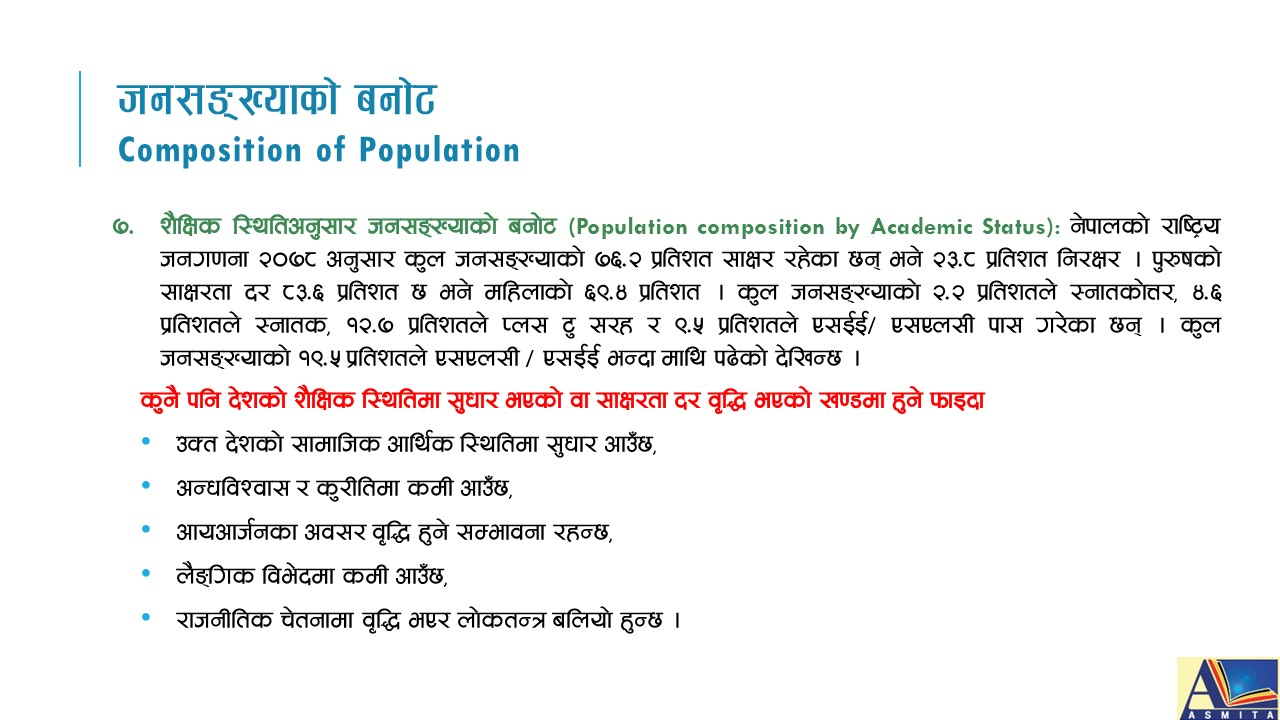 जनसङ्ख्याको बनोट
Composition of Population
७. शैक्षिक स्थितिअनुसार जनसङ्ख्याको बनोट (Population composition by Academic Status): नेपालको राष्ट्रिय
जनगणना २०७८ अनुसार कुल जनसङ्ख्याको ७६.२ प्रतिशत साक्षर रहेका छन् भने २३.८ प्रतिशत निरक्षर । पुरुषको
साक्षरता दर ८३.६ प्रतिशत छ भने महिलाको ६९.४ प्रतिशत । कुल जनसङ्ख्याको २.२ प्रतिशतले स्नातकोत्तर, ४.६
प्रतिशतले स्नातक, १२.७ प्रतिशतले प्लस टु सरह र ९.५ प्रतिशतले एसईई/ एसएलसी पास गरेका छन् । कुल
जनसङ्ख्याको १९.५ प्रतिशतले एसएलसी / एसईई भन्दा माथि पढेको देखिन्छ ।
कुनै पनि देशको शैक्षिक स्थितिमा सुधार भएको वा साक्षरता दर वृद्धि भएको खण्डमा हुने फाइदा
• उक्त देशको सामाजिक आर्थिक स्थितिमा सुधार आउँछ,
• अन्धविश्वास र कुरीतिमा कमी आउँछ,
• आयआर्जनका अवसर वृद्धि हुने सम्भावना रहन्छ,
• लैङ्गिक विभेदमा कमी आउँछ,
• राजनीतिक चेतनामा वृद्धि भएर लोकतन्त्र बलियो हुन्छ ।
ASMITA